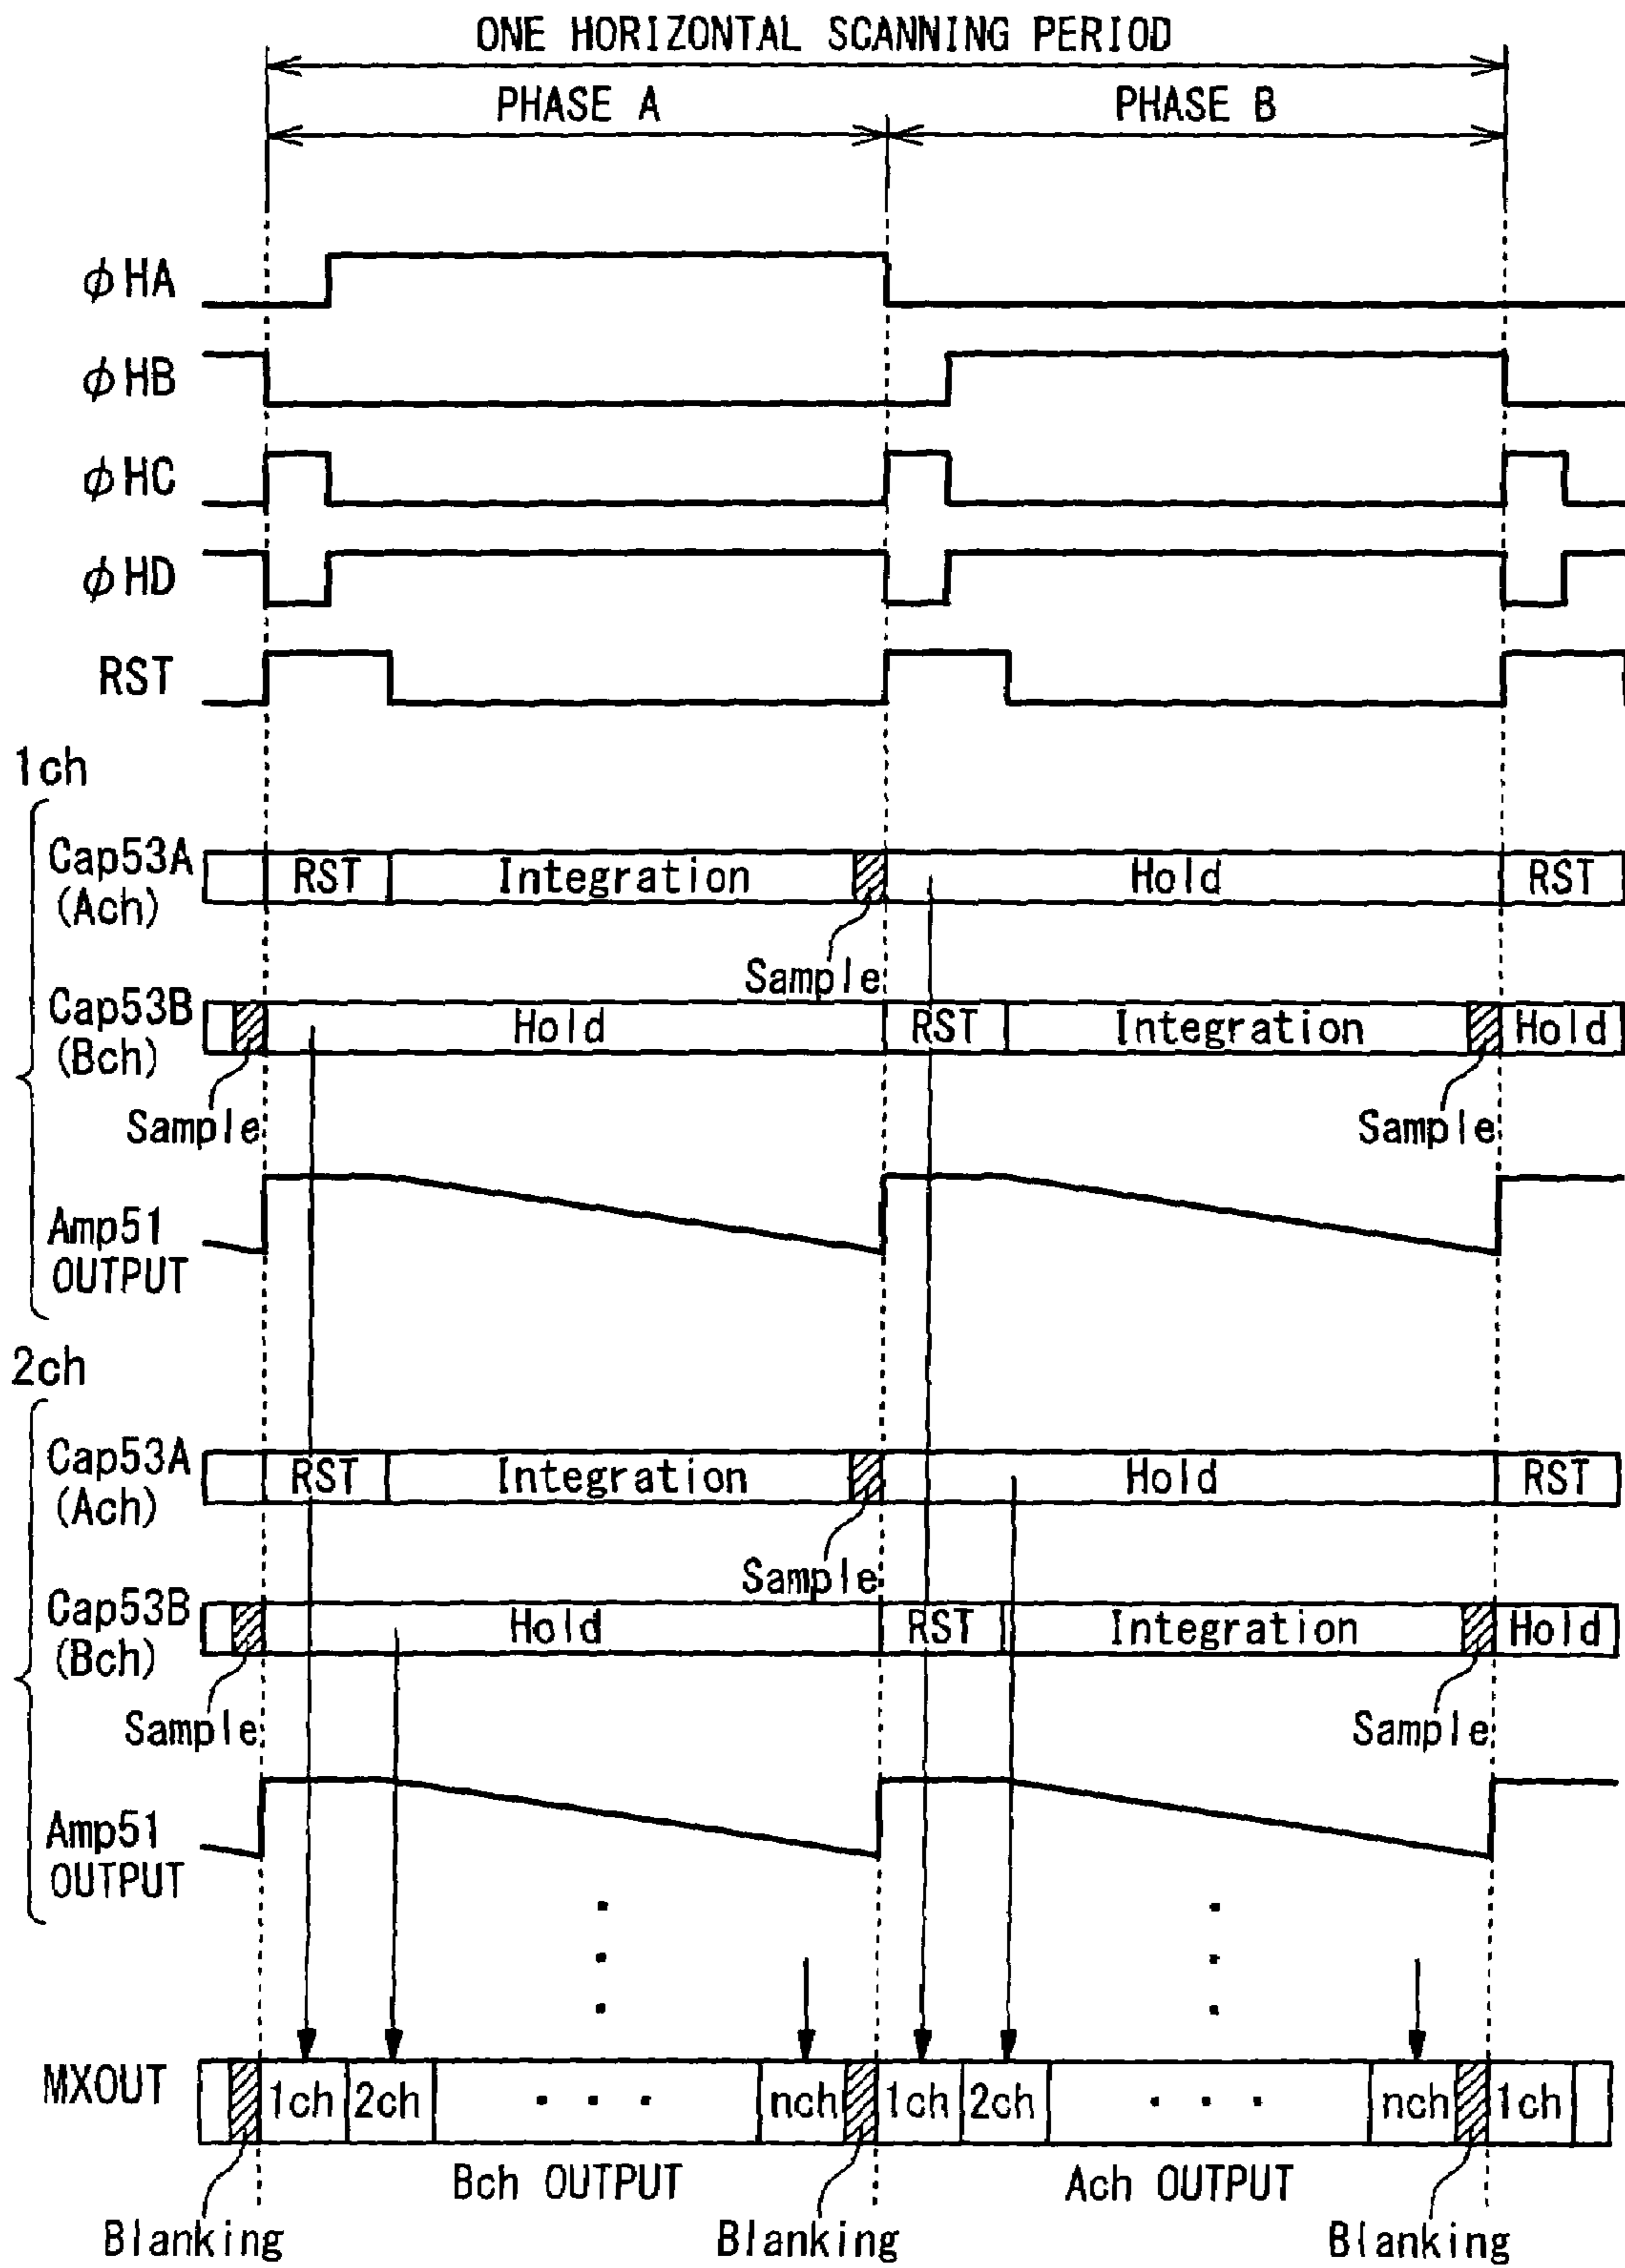 ONE HORIZONTAL SCANNING PERIOD
PHASE A PHASE B
φHA
φHB
φHC
φHD
RST
1ch
Cap53A
(Ach)
RST Integration Hold RST
Sample
Cap53B
(Bch)
Hold RST Integration Hold
Sample Sample
Amp51
OUTPUT
2ch
Cap53A
(Ach)
RST Integration Hold RST
Sample
Cap53B
(Bch)
Hold RST Integration Hold
Sample Sample
Amp51
OUTPUT
MXOUT 1ch 2ch ··· nch 1ch 2ch ··· nch 1ch
Bch OUTPUT Ach OUTPUT
Blanking Blanking Blanking